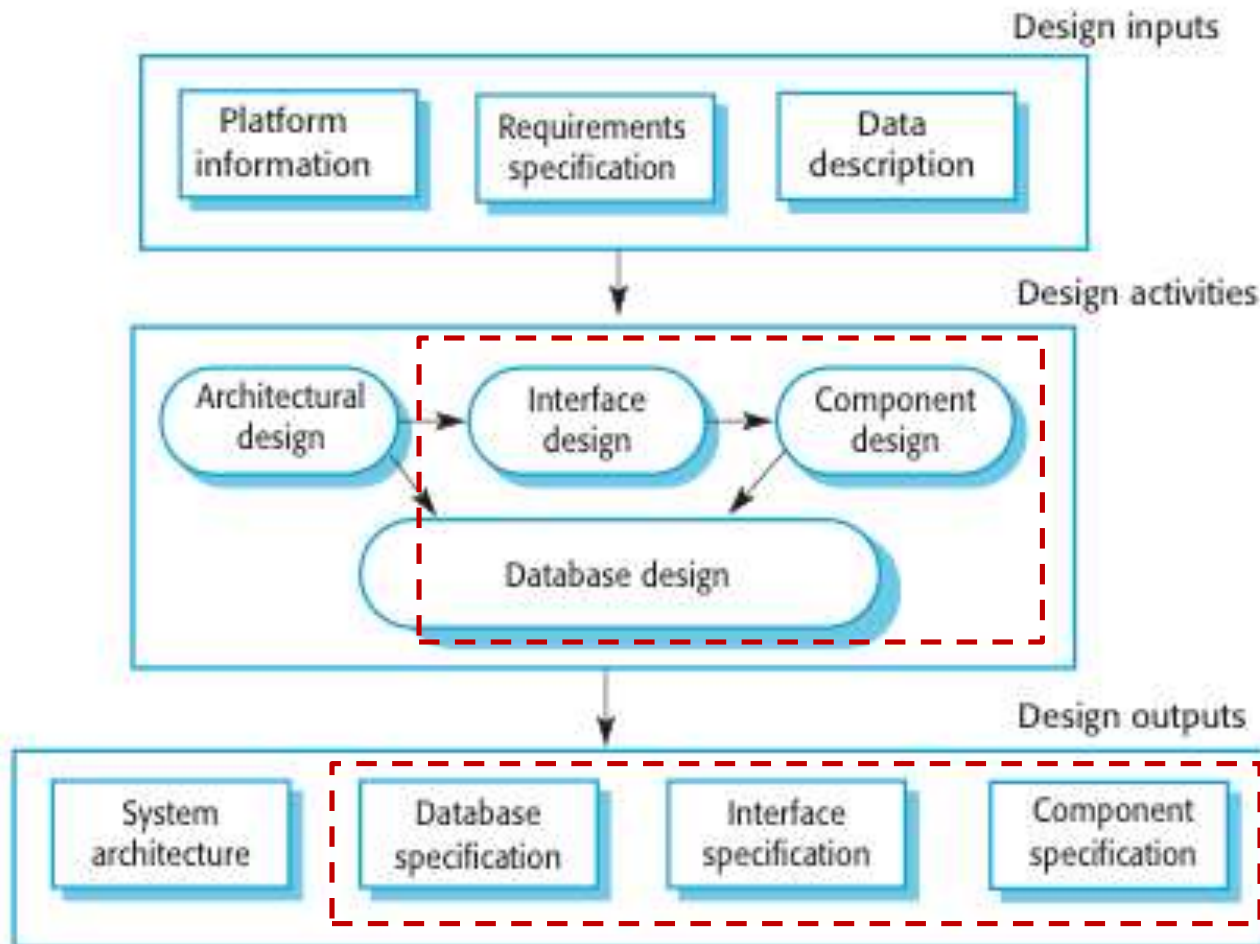 Design inputs
Platform
information
Requirements
specification
Data
description
Design activities
Architectural
design
Interface
design
Component
design
Database design
Design outputs
System
architecture
Database
specification
Interface
specification
Component
specification